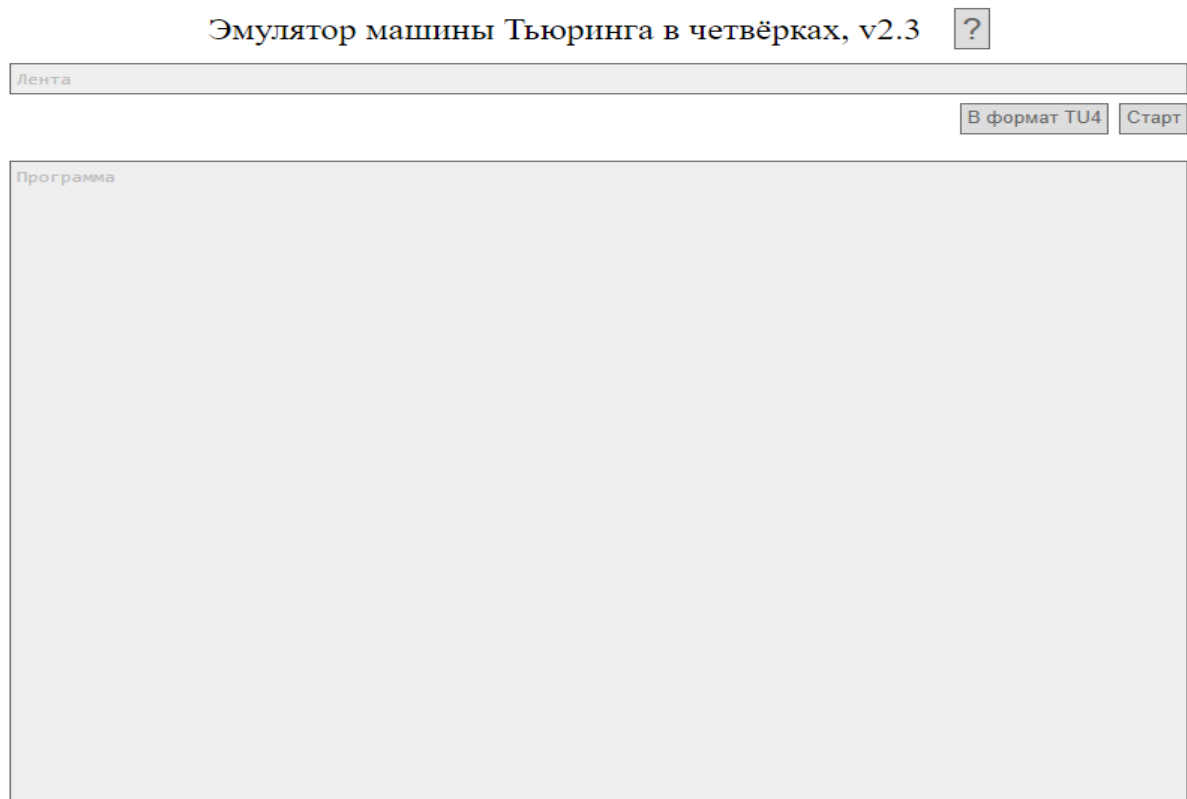 Эмулятор машины Тьюринга в четвёрках, v2.3 ?
Лента
В формат TU4 Старт
Программа